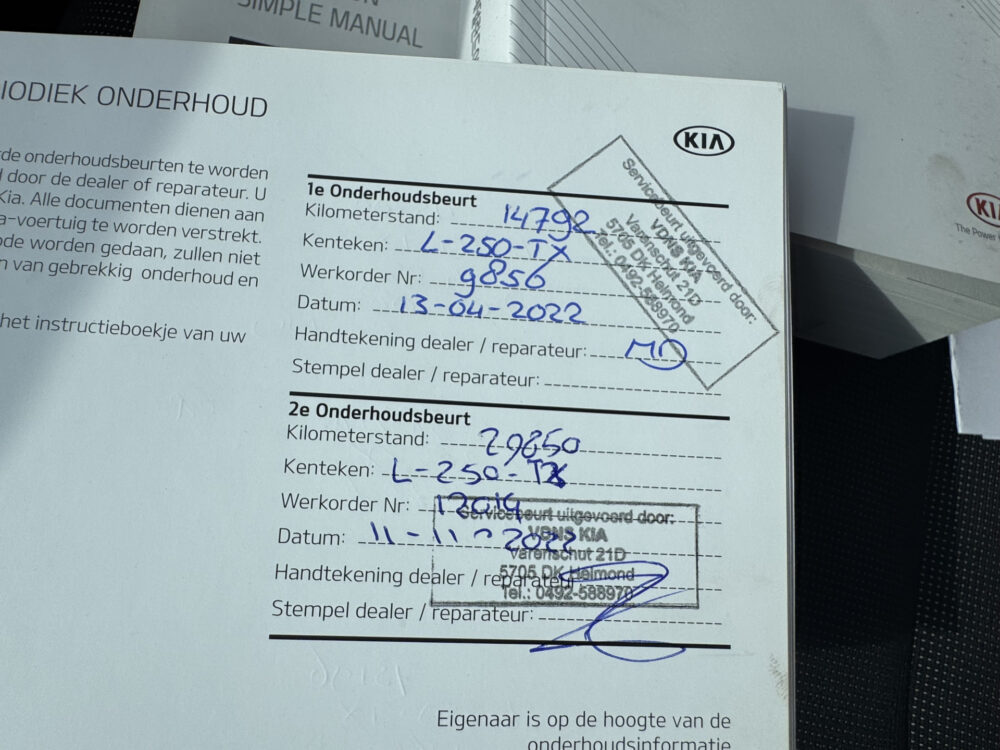 SIMPLE MANUAL
IODIEK ONDERHOUD
rde onderhoudsbeurten te worden
door de dealer of reparateur. U
Kia. Alle documenten dienen aan
a-voertuig te worden verstrekt.
ode worden gedaan, zullen niet
n van gebrekkig onderhoud en
het instructieboekje van uw
KIA
1e Onderhoudsbeurt
Kilometerstand: 14792
Kenteken: L-250-TX
Werkorder Nr: 9856
Datum: 13-04-2022
Handtekening dealer / reparateur:
Stempel dealer / reparateur:
Servicebeurt uitgevoerd door:
VDNS KIA
Varenschut 21D
5705 DK Helmond
Tel.: 0492-588970
2e Onderhoudsbeurt
Kilometerstand: 29850
Kenteken: L-250-TX
Werkorder Nr: 12019
Datum: 11-11-2022
Handtekening dealer / reparateur:
Stempel dealer / reparateur:
Servicebeurt uitgevoerd door:
VDNS KIA
Varenschut 21D
5705 DK Helmond
Tel.: 0492-588970
Eigenaar is op de hoogte van de
onderhoudsinformatie
The Power